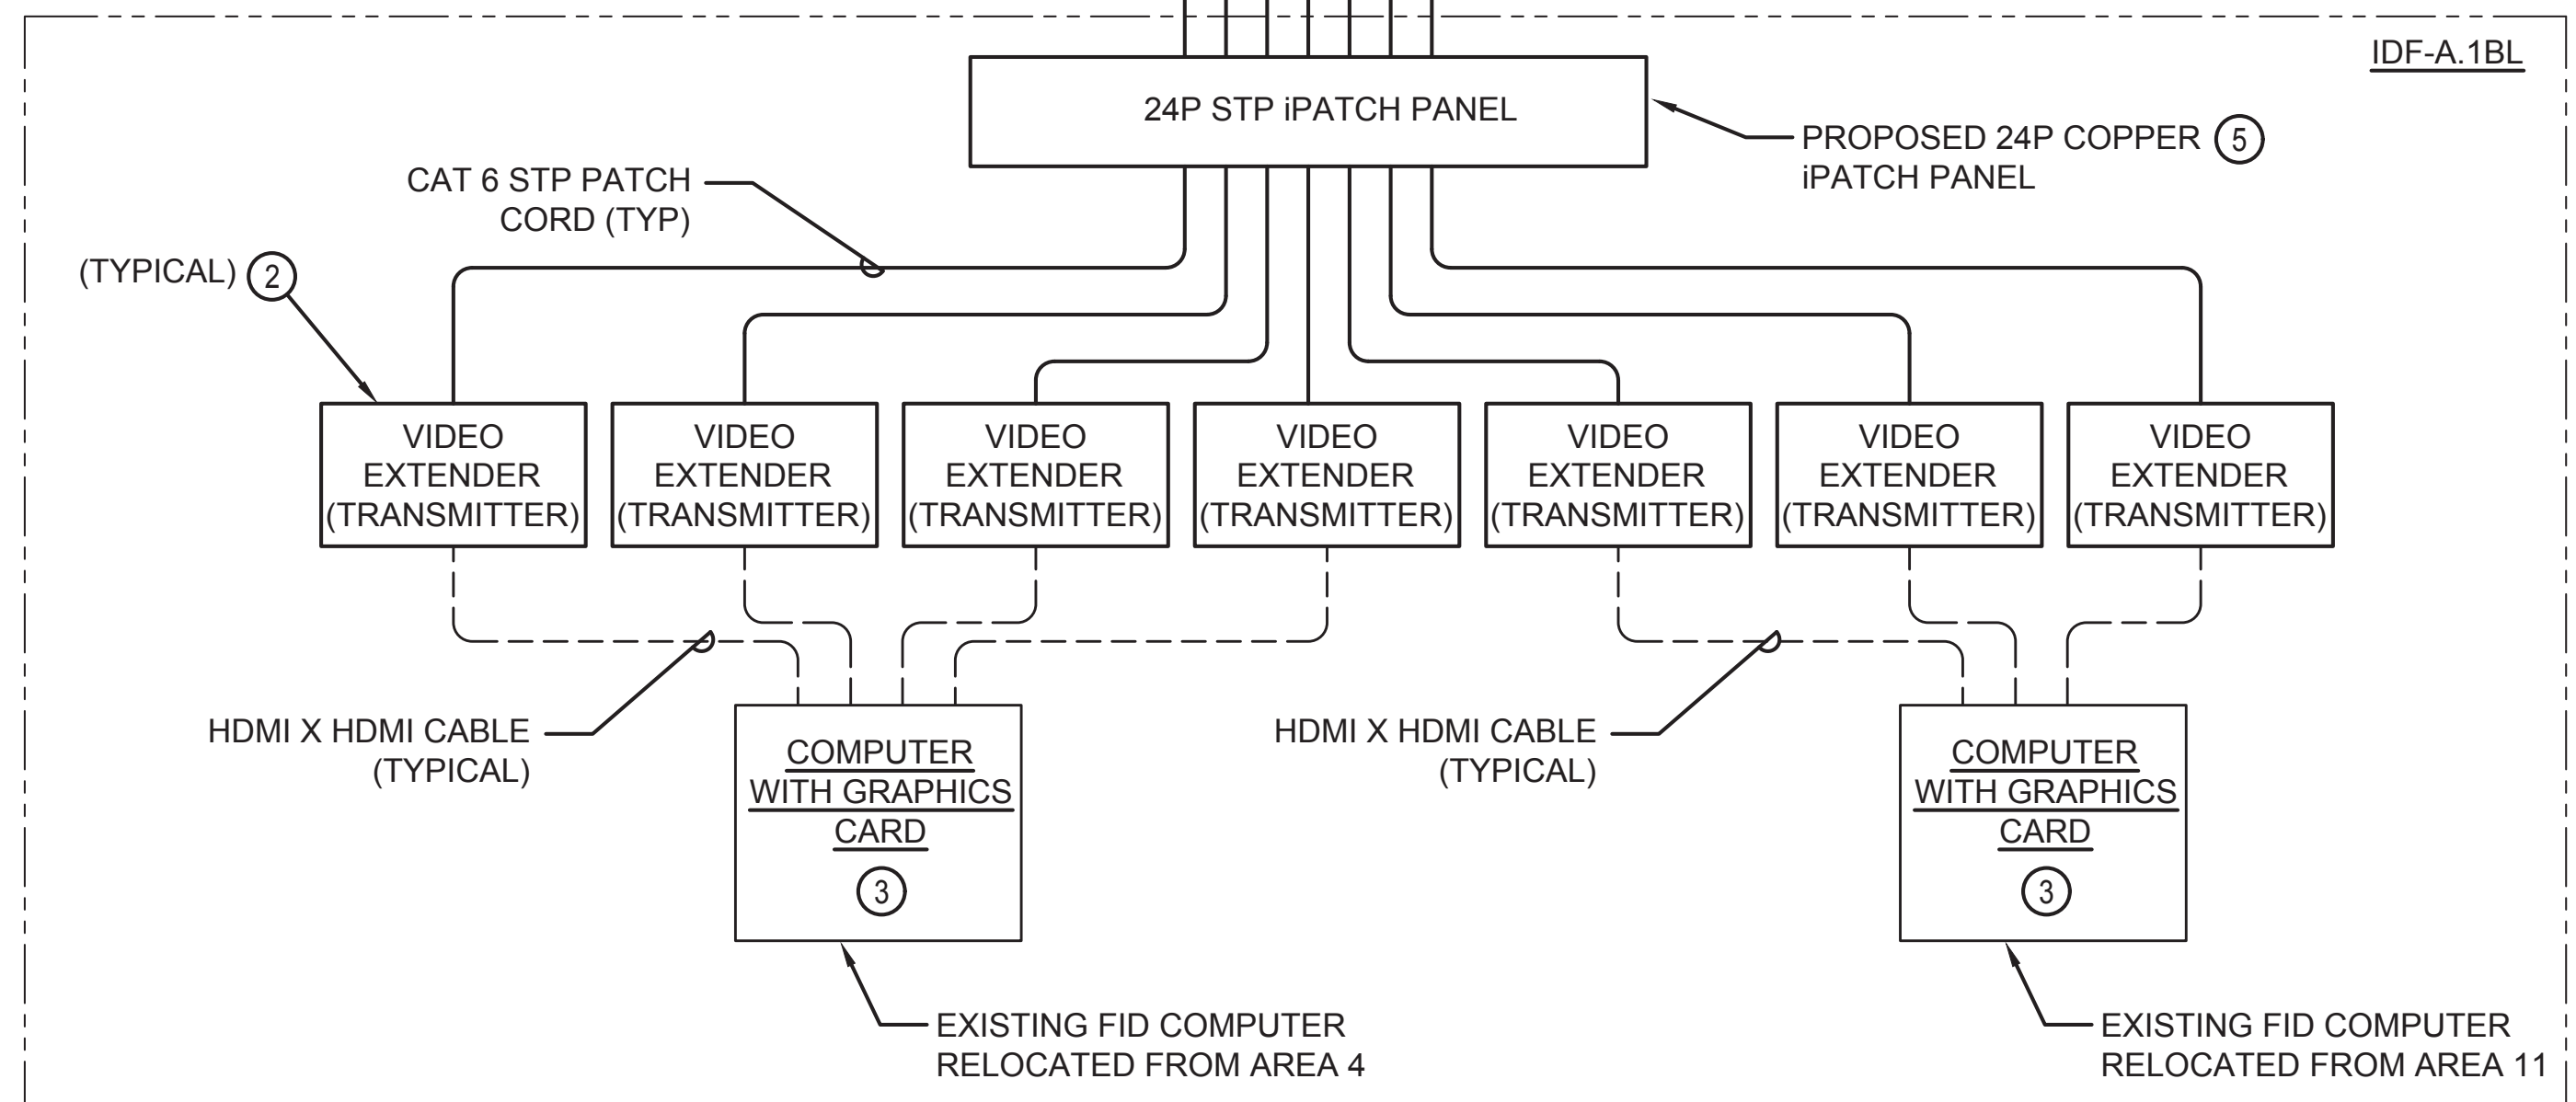 IDF-A.1BL
24P STP iPATCH PANEL
PROPOSED 24P COPPER 5
iPATCH PANEL
CAT 6 STP PATCH
CORD (TYP)
(TYPICAL) 2
VIDEO
EXTENDER
(TRANSMITTER)
VIDEO
EXTENDER
(TRANSMITTER)
VIDEO
EXTENDER
(TRANSMITTER)
VIDEO
EXTENDER
(TRANSMITTER)
VIDEO
EXTENDER
(TRANSMITTER)
VIDEO
EXTENDER
(TRANSMITTER)
VIDEO
EXTENDER
(TRANSMITTER)
HDMI X HDMI CABLE
(TYPICAL)
COMPUTER
WITH GRAPHICS
CARD
3
HDMI X HDMI CABLE
(TYPICAL)
COMPUTER
WITH GRAPHICS
CARD
3
EXISTING FID COMPUTER
RELOCATED FROM AREA 4
EXISTING FID COMPUTER
RELOCATED FROM AREA 11